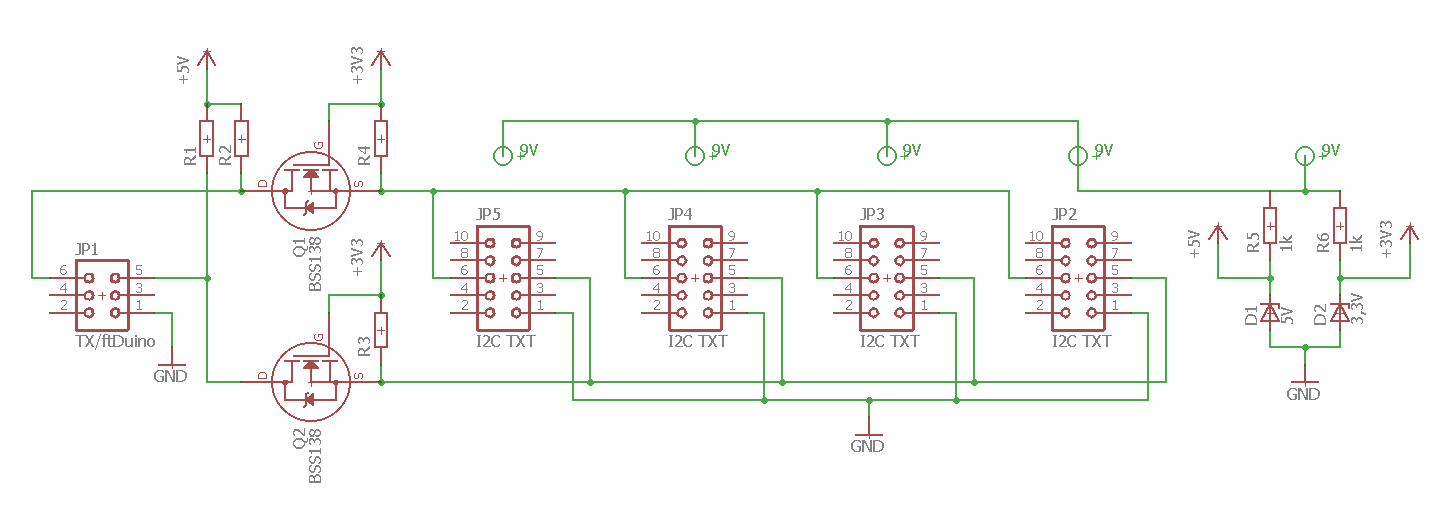 +5V
+3V3
R1
R2
G
R4
D
S
Q1
BSS138
+9V
+9V
+9V
+9V
+9V
JP1
6 5
4 3
2 1
TX/ftDuino
GND
+3V3
G
R3
D
S
Q2
BSS138
JP5
10 9
8 7
6 5
4 3
2 1
I2C TXT
JP4
10 9
8 7
6 5
4 3
2 1
I2C TXT
JP3
10 9
8 7
6 5
4 3
2 1
I2C TXT
JP2
10 9
8 7
6 5
4 3
2 1
I2C TXT
GND
+5V
R5
1k
R6
1k
+3V3
D1
5V
D2
3,3V
GND